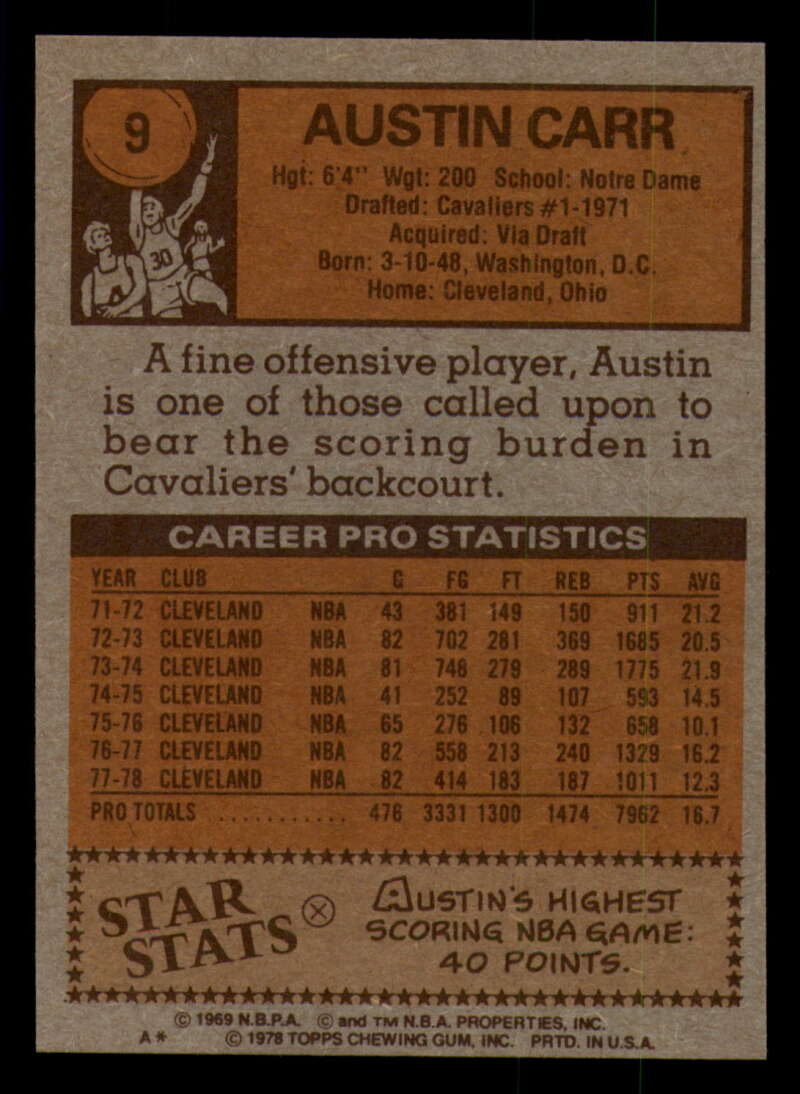 9
AUSTIN CARR
Hgt: 6'4" Wgt: 200 School: Notre Dame
Drafted: Cavaliers #1-1971
Acquired: Via Draft
Born: 3-10-48, Washington, D.C.
Home: Cleveland, Ohio
30
A fine offensive player, Austin
is one of those called upon to
bear the scoring burden in
Cavaliers' backcourt.
CAREER PRO STATISTICS
YEAR CLUB G FG FT REB PTS AVG
71-72 CLEVELAND NBA 43 381 149 150 911 21.2
72-73 CLEVELAND NBA 82 702 281 369 1685 20.5
73-74 CLEVELAND NBA 81 748 279 289 1775 21.9
74-75 CLEVELAND NBA 41 252 89 107 593 14.5
75-76 CLEVELAND NBA 65 276 106 132 658 10.1
76-77 CLEVELAND NBA 82 558 213 240 1329 16.2
77-78 CLEVELAND NBA 82 414 183 187 1011 12.3
PRO TOTALS ............ 476 3331 1300 1474 7962 16.7
STAR
STATS
AUSTIN'S HIGHEST
SCORING NBA GAME:
40 POINTS.
© 1969 N.B.P.A. © and TM N.B.A. PROPERTIES, INC.
A* © 1978 TOPPS CHEWING GUM, INC. PRTD. IN U.S.A.